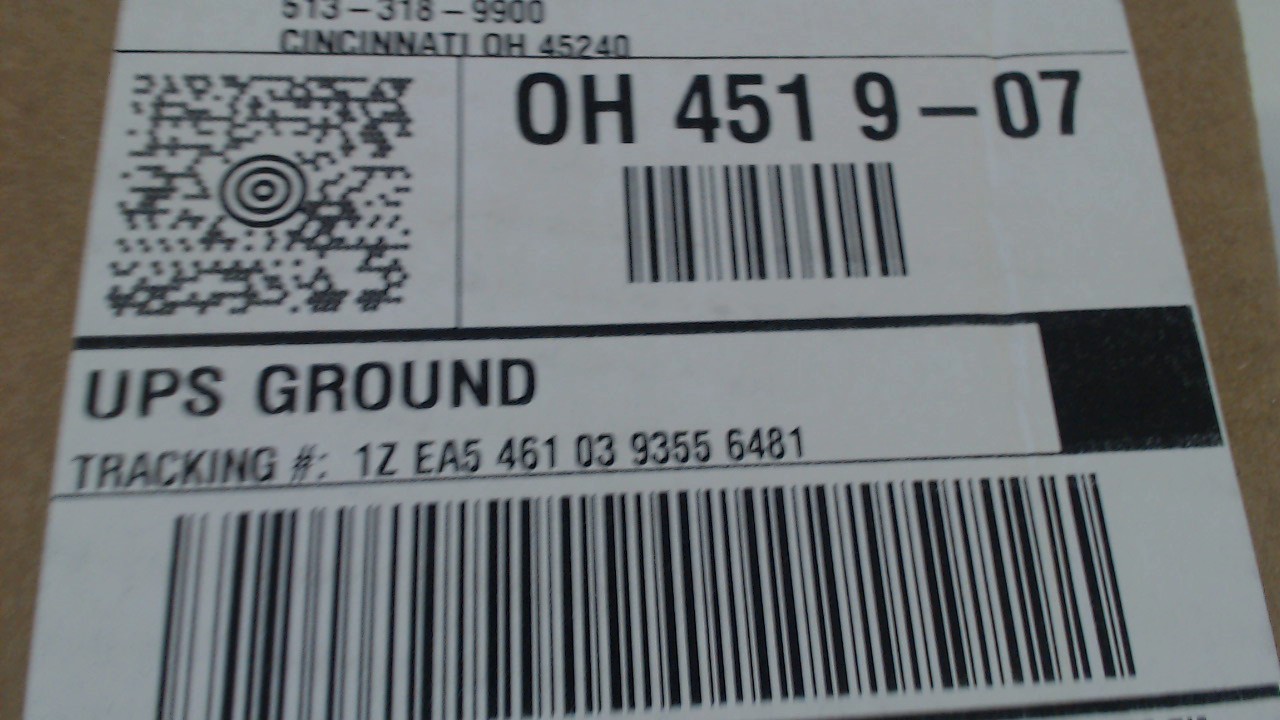 513-318-9900
CINCINNATI OH 45240
OH 451 9-07
UPS GROUND
TRACKING #: 1Z EA5 461 03 9355 6481